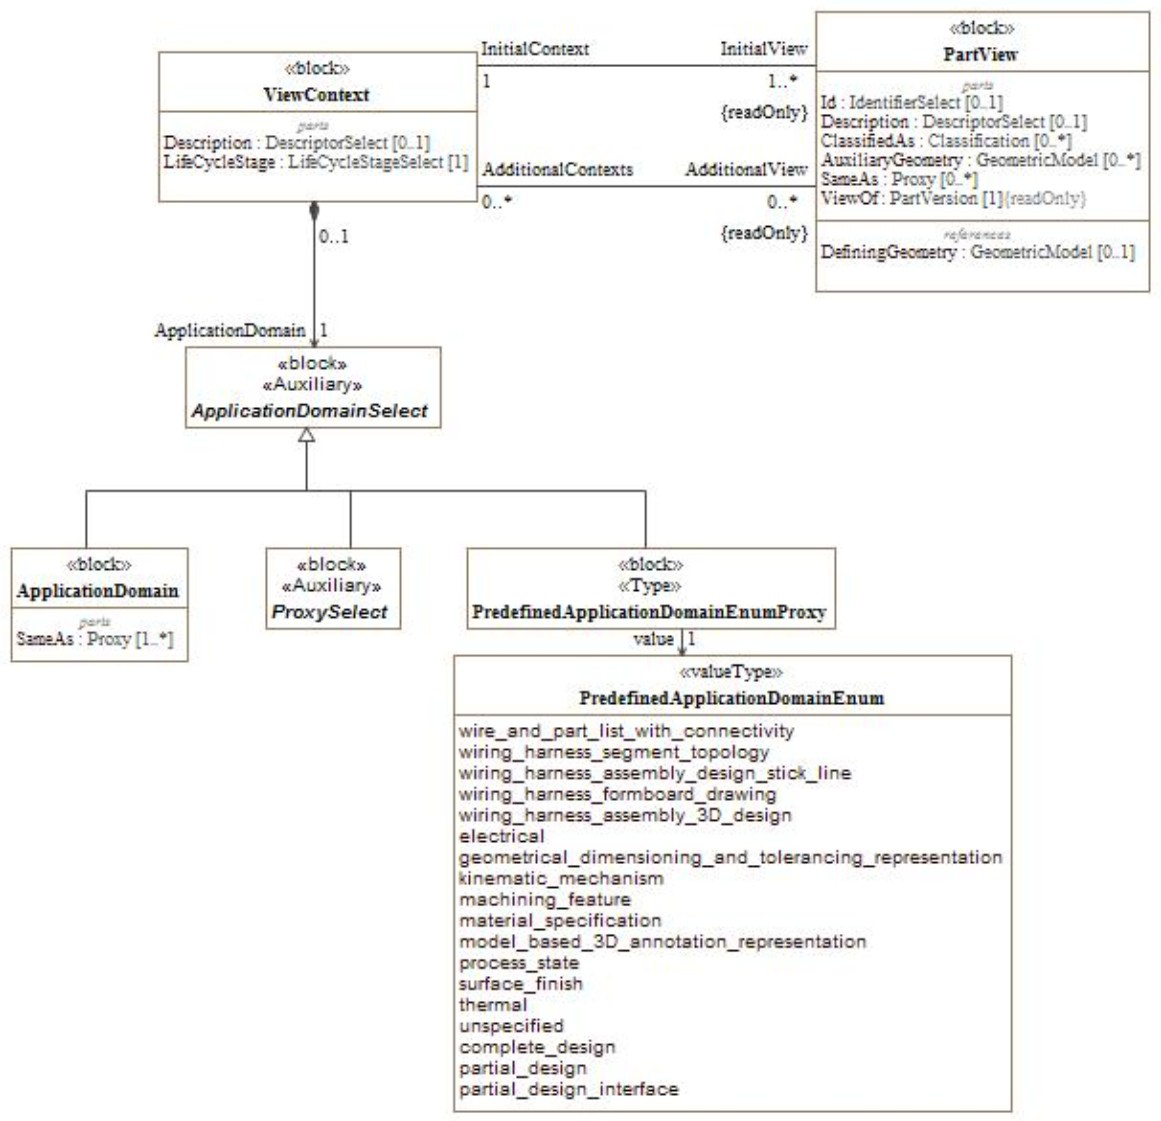 «block»
ViewContext
parts
Description : DescriptorSelect [0..1]
LifeCycleStage : LifeCycleStageSelect [1]
InitialContext
InitialView
1
1..*
{readOnly}
AdditionalContexts
AdditionalView
0..*
0..*
{readOnly}
«block»
PartView
parts
Id : IdentifierSelect [0..1]
Description : DescriptorSelect [0..1]
ClassifiedAs : Classification [0..*]
AuxiliaryGeometry : GeometricModel [0..*]
SameAs : Proxy [0..*]
ViewOf : PartVersion [1]{readOnly}
references
DefiningGeometry : GeometricModel [0..1]
0..1
ApplicationDomain
1
«block»
«Auxiliary»
ApplicationDomainSelect
«block»
ApplicationDomain
parts
SameAs : Proxy [1..*]
«block»
«Auxiliary»
ProxySelect
«block»
«Type»
PredefinedApplicationDomainEnumProxy
value
1
«valueType»
PredefinedApplicationDomainEnum
wire_and_part_list_with_connectivity
wiring_harness_segment_topology
wiring_harness_assembly_design_stick_line
wiring_harness_formboard_drawing
wiring_harness_assembly_3D_design
electrical
geometrical_dimensioning_and_tolerancing_representation
kinematic_mechanism
machining_feature
material_specification
model_based_3D_annotation_representation
process_state
surface_finish
thermal
unspecified
complete_design
partial_design
partial_design_interface